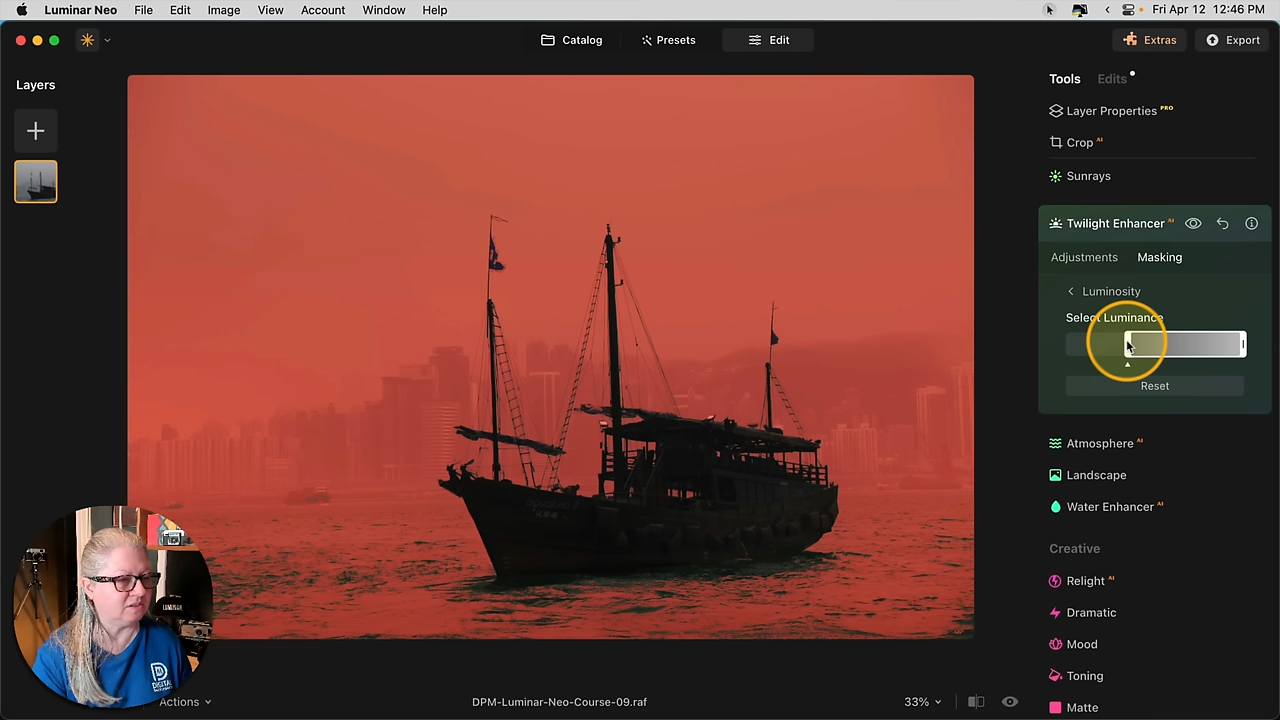 Luminar Neo File Edit Image View Account Window Help Fri Apr 12 12:46 PM
Catalog Presets Edit Extras Export
Layers
Tools Edits
Layer Properties PRO
Crop AI
Sunrays
Twilight Enhancer AI
Adjustments Masking
Luminosity
Select Luminance
Reset
Atmosphere AI
Landscape
Water Enhancer AI
Creative
Relight AI
Dramatic
Mood
Toning
Matte
Actions DPM-Luminar-Neo-Course-09.raf 33%